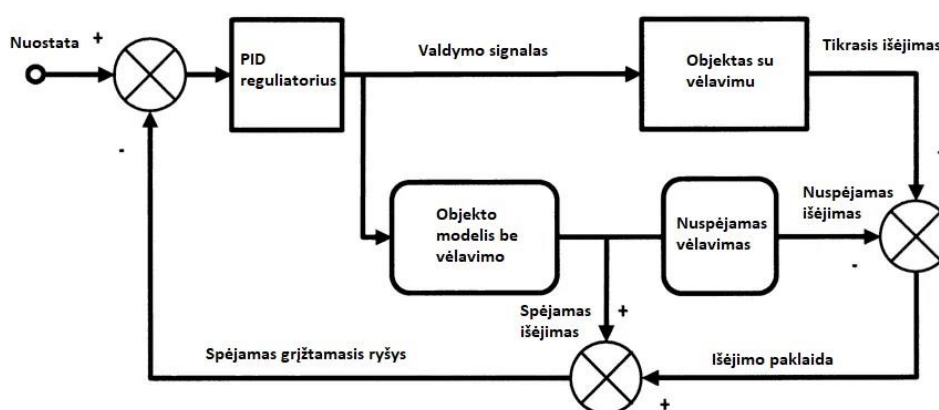 Nuostata +
PID
reguliatorius
Valdymo signalas
Objektas su
vėlavimu
Tikrasis išėjimas
-
Objekto
modelis be
vėlavimo
Nuspėjamas
vėlavimas
Nuspėjamas
išėjimas
-
Spėjamas
išėjimas
+
Spėjamas grįžtamasis ryšys
Išėjimo paklaida
+